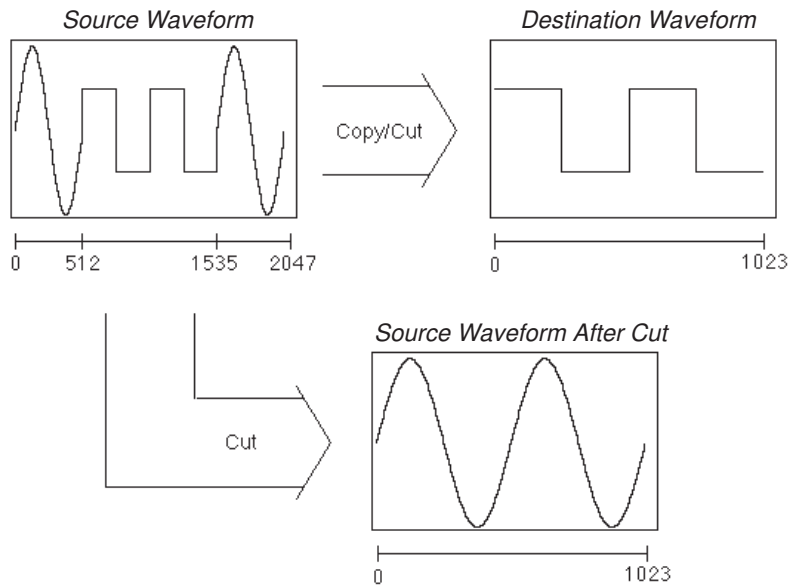 Source Waveform
Destination Waveform
Copy/Cut
0 512 1535 2047
0 1023
Source Waveform After Cut
Cut
0 1023